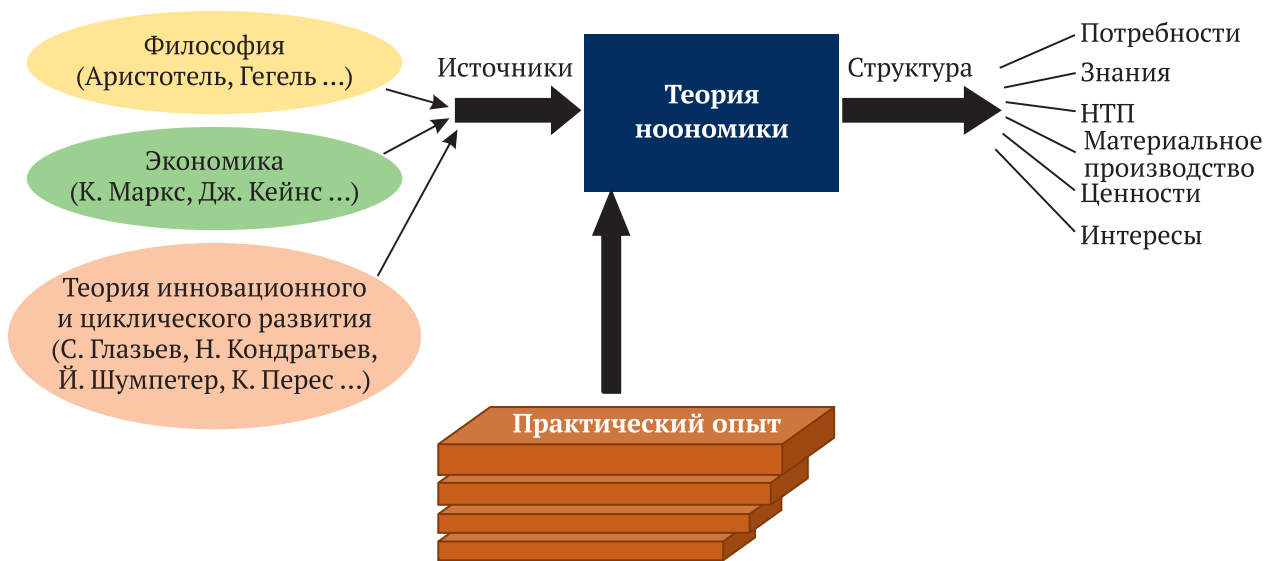 Философия
(Аристотель, Гегель ...)
Экономика
(К. Маркс, Дж. Кейнс ...)
Теория инновационного
и циклического развития
(С. Глазьев, Н. Кондратьев,
Й. Шумпетер, К. Перес ...)
Источники
Теория
ноономики
Структура
Потребности
Знания
НТП
Материальное
производство
Ценности
Интересы
Практический опыт